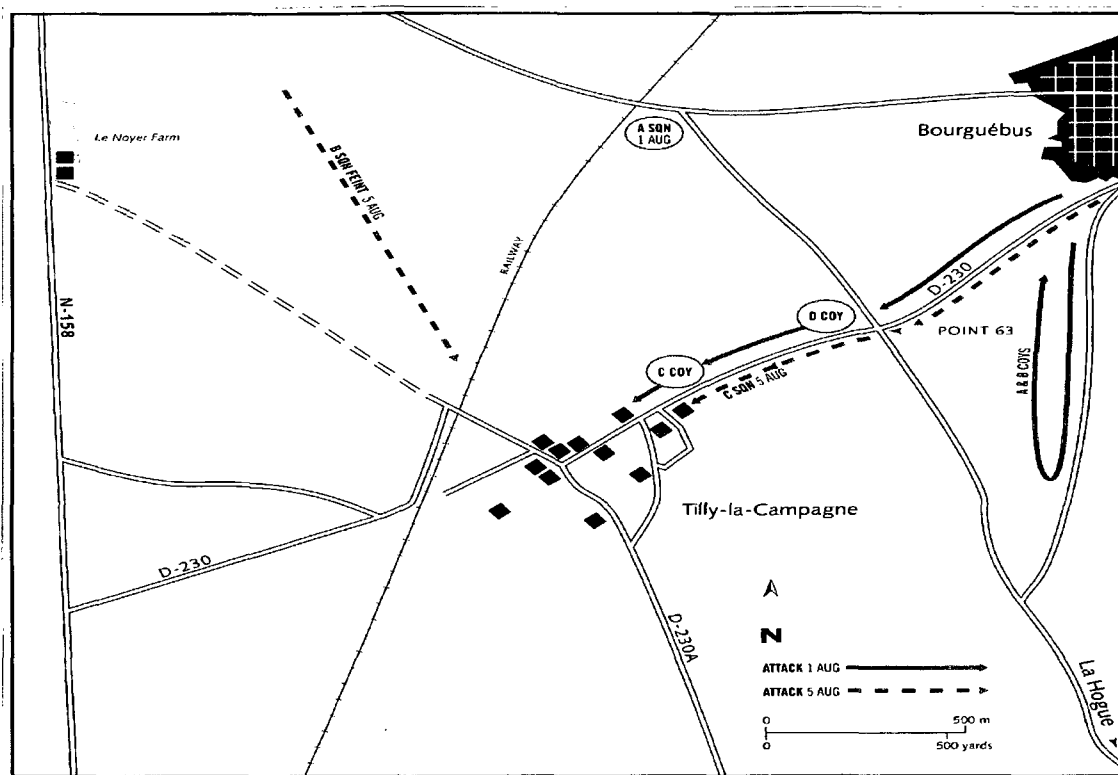 Le Noyer Farm
B SQN FEINT 5 AUG
A SQN
1 AUG
Bourguébus
RAILWAY
N-158
D-230
POINT 63
D COY
C COY
C SQN 5 AUG
A & B COYS
Tilly-la-Campagne
D-230
D-230A
La Hogue
N
ATTACK 1 AUG
ATTACK 5 AUG
0 500 m
0 500 yards